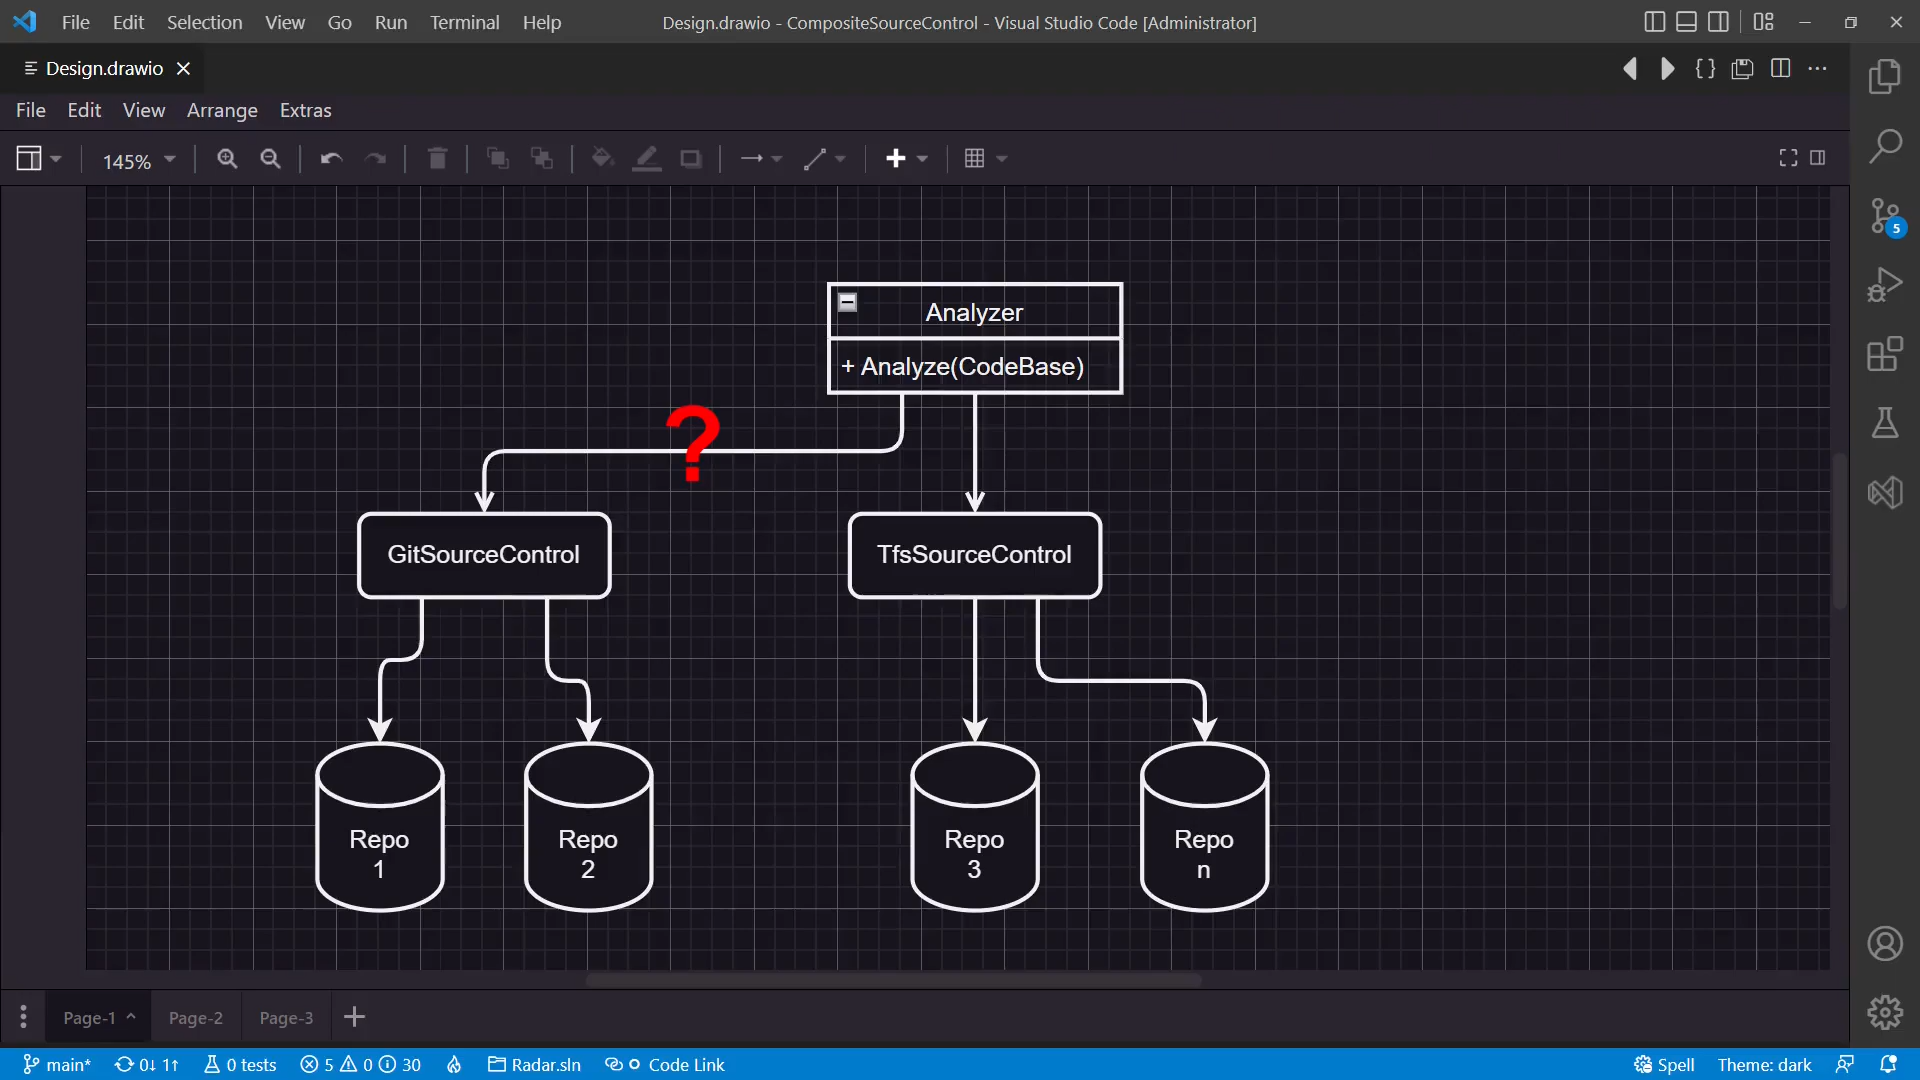 File Edit Selection View Go Run Terminal Help
Design.drawio - CompositeSourceControl - Visual Studio Code [Administrator]
Design.drawio
File Edit View Arrange Extras
145%
5
Analyzer
+ Analyze(CodeBase)
?
GitSourceControl
TfsSourceControl
Repo
1
Repo
2
Repo
3
Repo
n
Page-1 Page-2 Page-3
main* 0↓ 1↑ 0 tests 5 0 30 Radar.sln Code Link
Spell Theme: dark